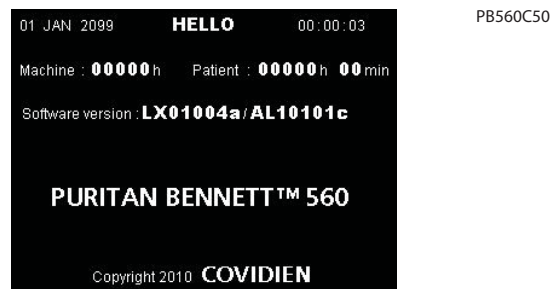 01 JAN 2099 HELLO 00:00:03
PB560C50
Machine : 00000h Patient : 00000h 00min
Software version : LX01004a / AL10101c
PURITAN BENNETT™ 560
Copyright 2010 COVIDIEN